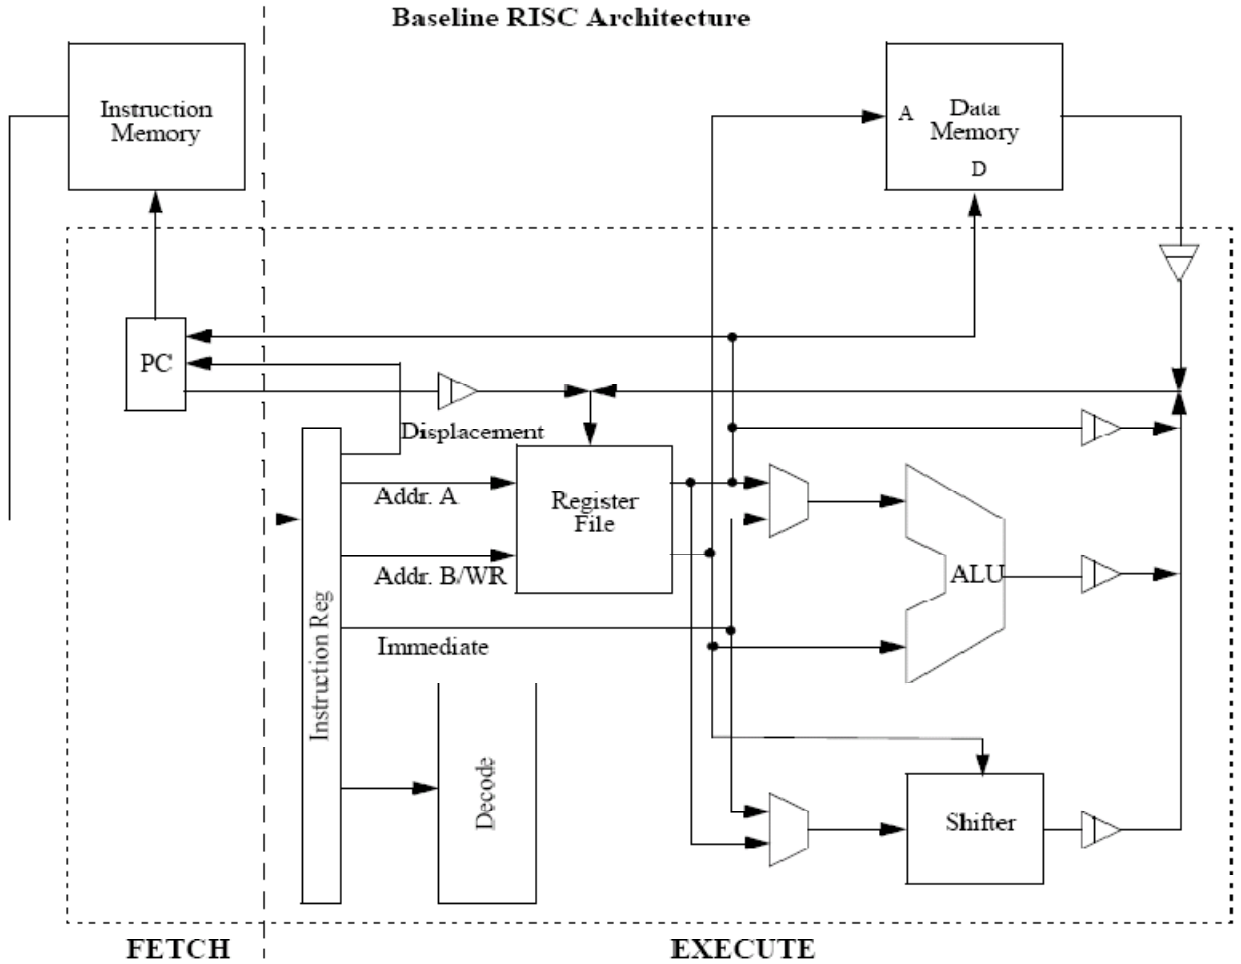 Baseline RISC Architecture
Instruction
Memory
A
Data
Memory
D
PC
Displacement
Addr. A
Register
File
Addr. B/WR
ALU
Immediate
Instruction Reg
Decode
Shifter
FETCH
EXECUTE